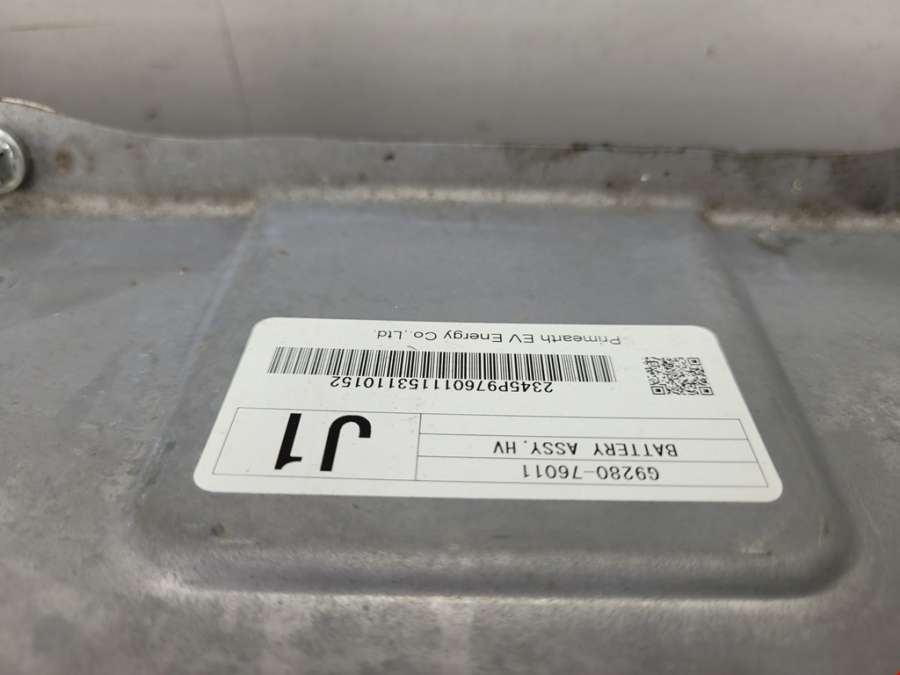 G9280-76011
BATTERY ASSY.HV
J1
2345P976011153110152
Primearth EV Energy Co.,Ltd.